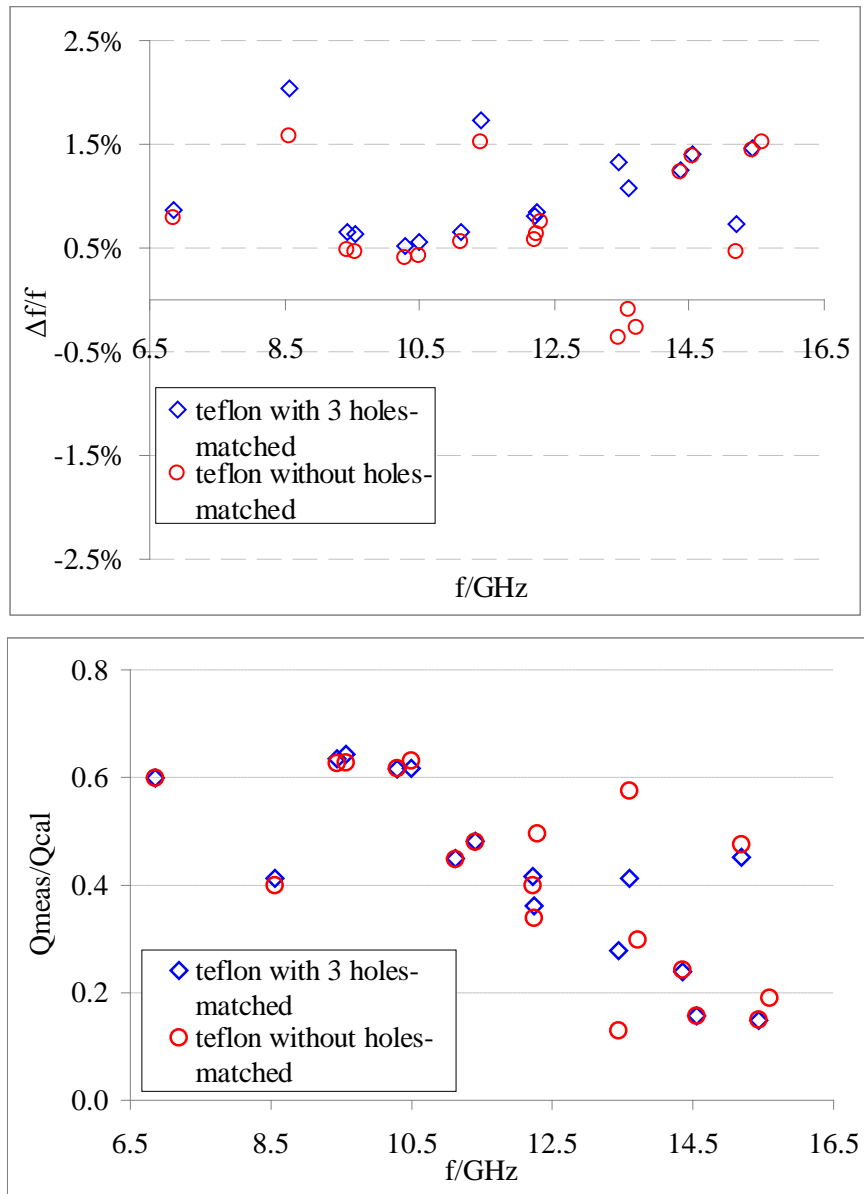 2.5%
1.5%
0.5%
Δf/f
6.5 8.5 10.5 12.5 14.5 16.5
-0.5%
teflon with 3 holes-
matched
teflon without holes-
matched
-1.5%
-2.5%
f/GHz
0.8
0.6
0.4
0.2
0.0
Qmeas/Qcal
teflon with 3 holes-
matched
teflon without holes-
matched
6.5 8.5 10.5 12.5 14.5 16.5
f/GHz